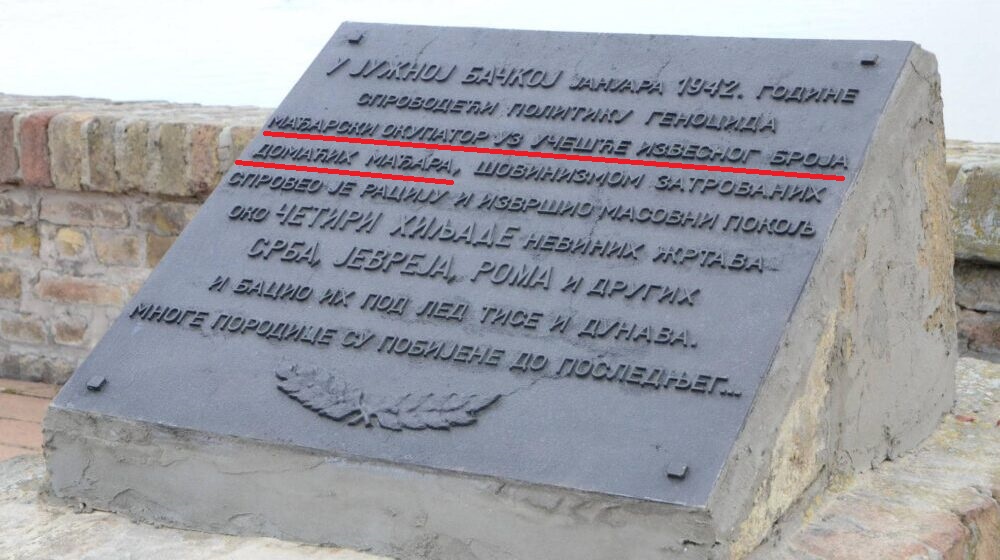 У ЈУЖНОЈ БАЧКОЈ ЈАНУАРА 1942. ГОДИНЕ
СПРОВОДЕЋИ ПОЛИТИКУ ГЕНОЦИДА
МАЂАРСКИ ОКУПАТОР УЗ УЧЕШЋЕ ИЗВЕСНОГ БРОЈА
ДОМАЋИХ МАЂАРА, ШОВИНИЗМОМ ЗАТРОВАНИХ
СПРОВЕО ЈЕ РАЦИЈУ И ИЗВРШИО МАСОВНИ ПОКОЉ
ОКО ЧЕТИРИ ХИЉАДЕ НЕВИНИХ ЖРТАВА
СРБА, ЈЕВРЕЈА, РОМА И ДРУГИХ
И БАЦИО ИХ ПОД ЛЕД ТИСЕ И ДУНАВА.
МНОГЕ ПОРОДИЦЕ СУ ПОБИЈЕНЕ ДО ПОСЛЕДЊЕГ...